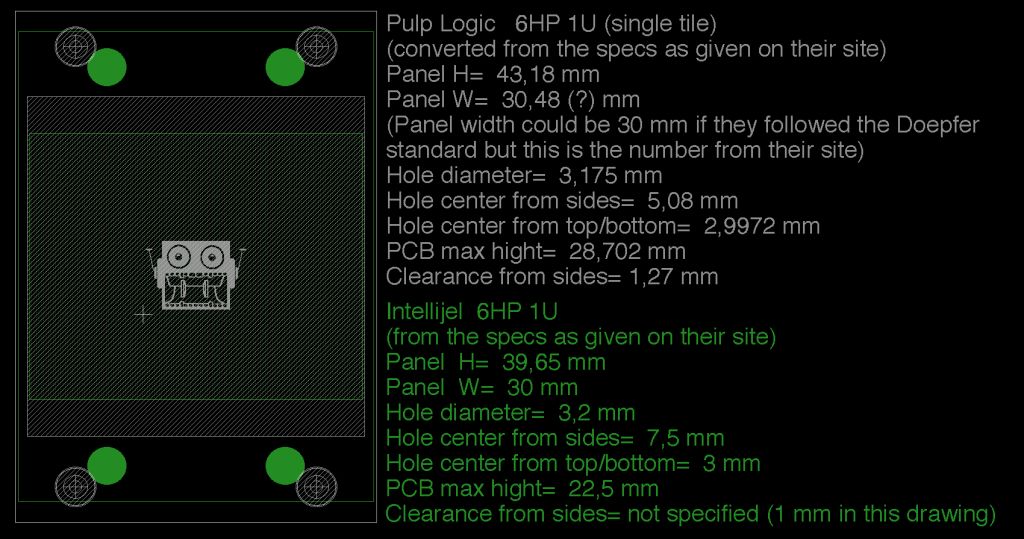 Pulp Logic 6HP 1U (single tile)
(converted from the specs as given on their site)
Panel H= 43,18 mm
Panel W= 30,48 (?) mm
(Panel width could be 30 mm if they followed the Doepfer
standard but this is the number from their site)
Hole diameter= 3,175 mm
Hole center from sides= 5,08 mm
Hole center from top/bottom= 2,9972 mm
PCB max hight= 28,702 mm
Clearance from sides= 1,27 mm
Intellijel 6HP 1U
(from the specs as given on their site)
Panel H= 39,65 mm
Panel W= 30 mm
Hole diameter= 3,2 mm
Hole center from sides= 7,5 mm
Hole center from top/bottom= 3 mm
PCB max hight= 22,5 mm
Clearance from sides= not specified (1 mm in this drawing)